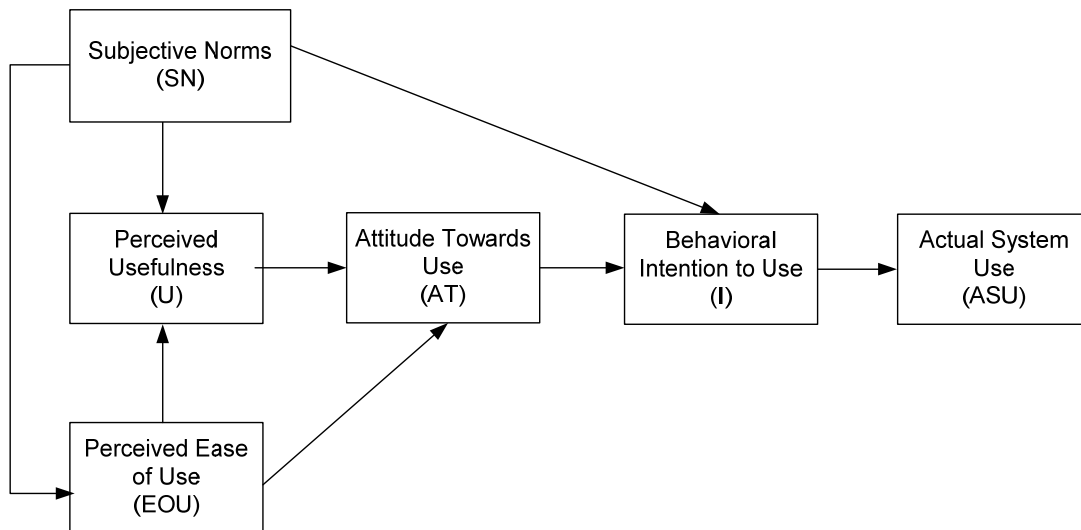 Subjective Norms
(SN)
Perceived
Usefulness
(U)
Attitude Towards
Use
(AT)
Behavioral
Intention to Use
(I)
Actual System
Use
(ASU)
Perceived Ease
of Use
(EOU)